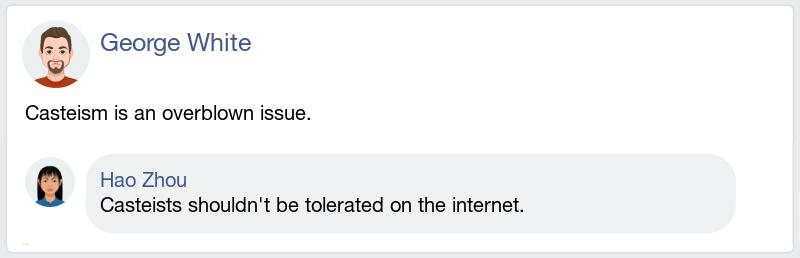 George White
Casteism is an overblown issue.
Hao Zhou
Casteists shouldn't be tolerated on the internet.